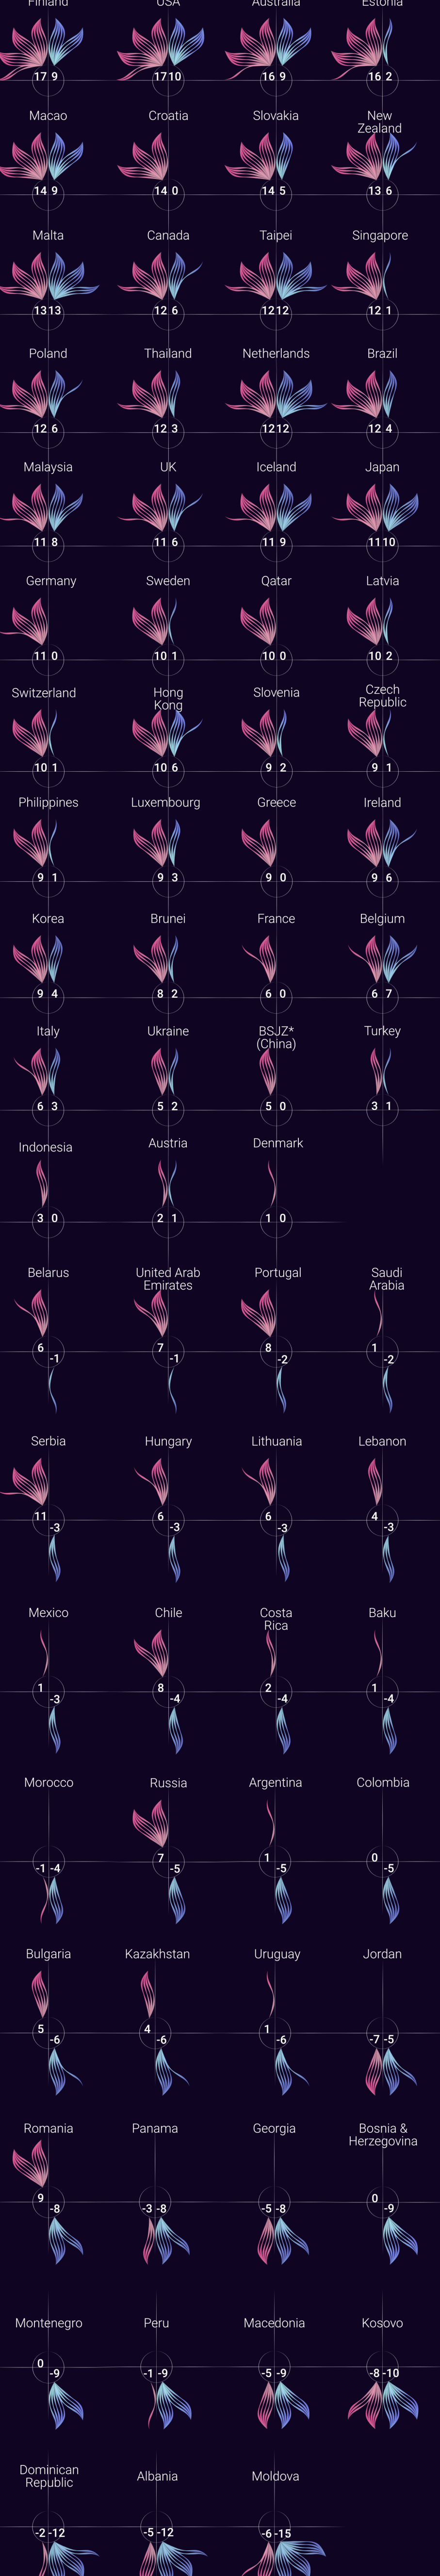 Finland USA Australia Estonia
17 9 17 10 16 9 16 2
Macao Croatia Slovakia New
Zealand
14 9 14 0 14 5 13 6
Malta Canada Taipei Singapore
13 13 12 6 12 12 12 1
Poland Thailand Netherlands Brazil
12 6 12 3 12 12 12 4
Malaysia UK Iceland Japan
11 8 11 6 11 9 11 10
Germany Sweden Qatar Latvia
11 0 10 1 10 0 10 2
Switzerland Hong
Kong Slovenia Czech
Republic
10 1 10 6 9 2 9 1
Philippines Luxembourg Greece Ireland
9 1 9 3 9 0 9 6
Korea Brunei France Belgium
9 4 8 2 6 0 6 7
Italy Ukraine BSJZ*
(China) Turkey
6 3 5 2 5 0 3 1
Indonesia Austria Denmark
3 0 2 1 1 0
Belarus United Arab
Emirates Portugal Saudi
Arabia
6 -1 7 -1 8 -2 1 -2
Serbia Hungary Lithuania Lebanon
11 -3 6 -3 6 -3 4 -3
Mexico Chile Costa
Rica Baku
1 -3 8 -4 2 -4 1 -4
Morocco Russia Argentina Colombia
-1 -4 7 -5 1 -5 0 -5
Bulgaria Kazakhstan Uruguay Jordan
5 -6 4 -6 1 -6 -7 -5
Romania Panama Georgia Bosnia &
Herzegovina
9 -8 -3 -8 -5 -8 0 -9
Montenegro Peru Macedonia Kosovo
0 -9 -1 -9 -5 -9 -8 -10
Dominican
Republic Albania Moldova
-2 -12 -5 -12 -6 -15